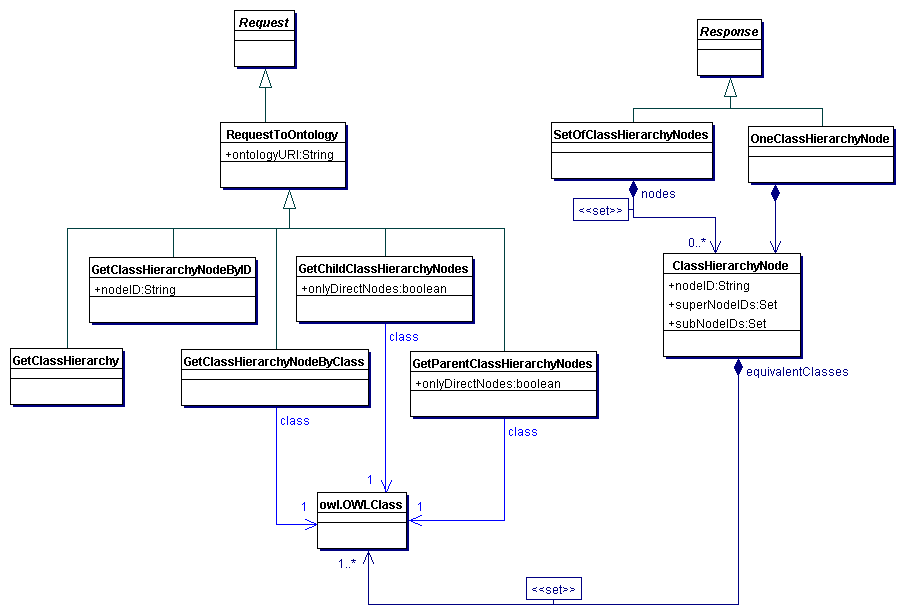 Request
Response
RequestToOntology
+ontologyURI:String
SetOfClassHierarchyNodes
OneClassHierarchyNode
nodes
<<set>>
0..*
GetClassHierarchyNodeByID
+nodeID:String
GetChildClassHierarchyNodes
+onlyDirectNodes:boolean
ClassHierarchyNode
+nodeID:String
+superNodeIDs:Set
+subNodeIDs:Set
class
GetClassHierarchy
GetClassHierarchyNodeByClass
GetParentClassHierarchyNodes
+onlyDirectNodes:boolean
equivalentClasses
class
class
1
1
1
owl.OWLClass
1..*
<<set>>